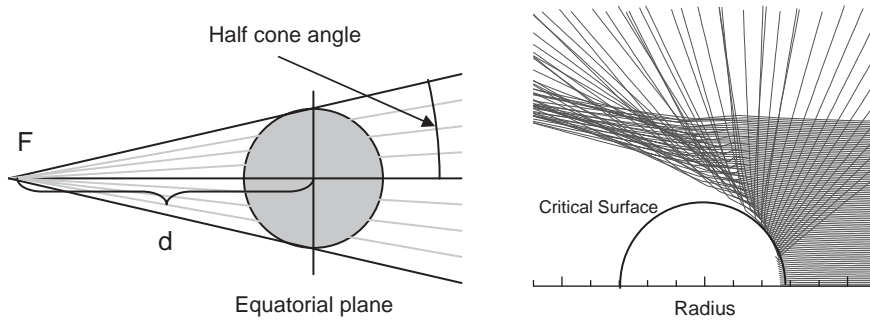 Half cone angle
F
d
Equatorial plane
Critical Surface
Radius